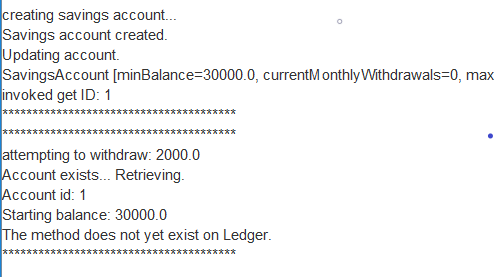 creating savings account...
Savings account created.
Updating account.
SavingsAccount [minBalance=30000.0, currentMonthlyWithdrawals=0, max
invoked get ID: 1
***************************************
***************************************
attempting to withdraw: 2000.0
Account exists... Retrieving.
Account id: 1
Starting balance: 30000.0
The method does not yet exist on Ledger.
***************************************